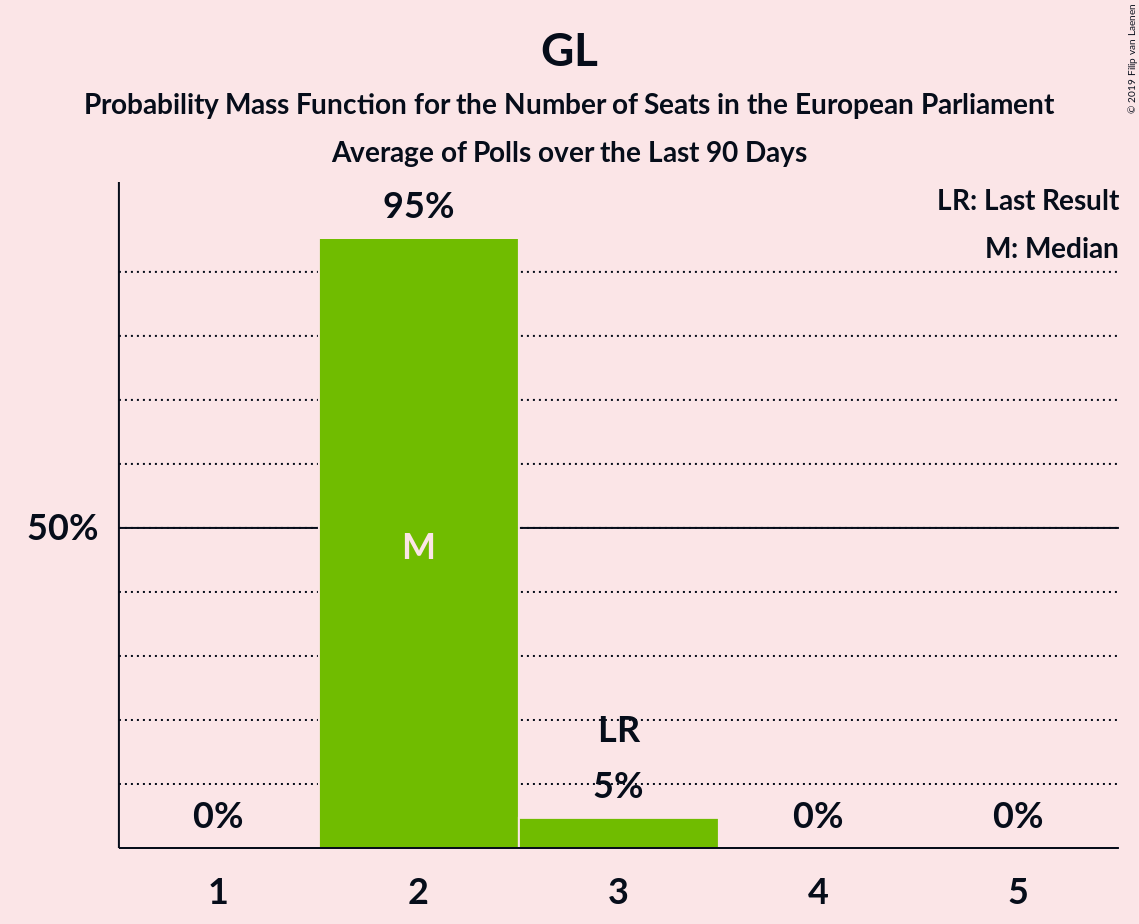 GL
Probability Mass Function for the Number of Seats in the European Parliament
Average of Polls over the Last 90 Days
© 2019 Filip van Laenen
LR: Last Result
M: Median
95%
50%
M
LR
5%
0%
0%
0%
1
2
3
4
5